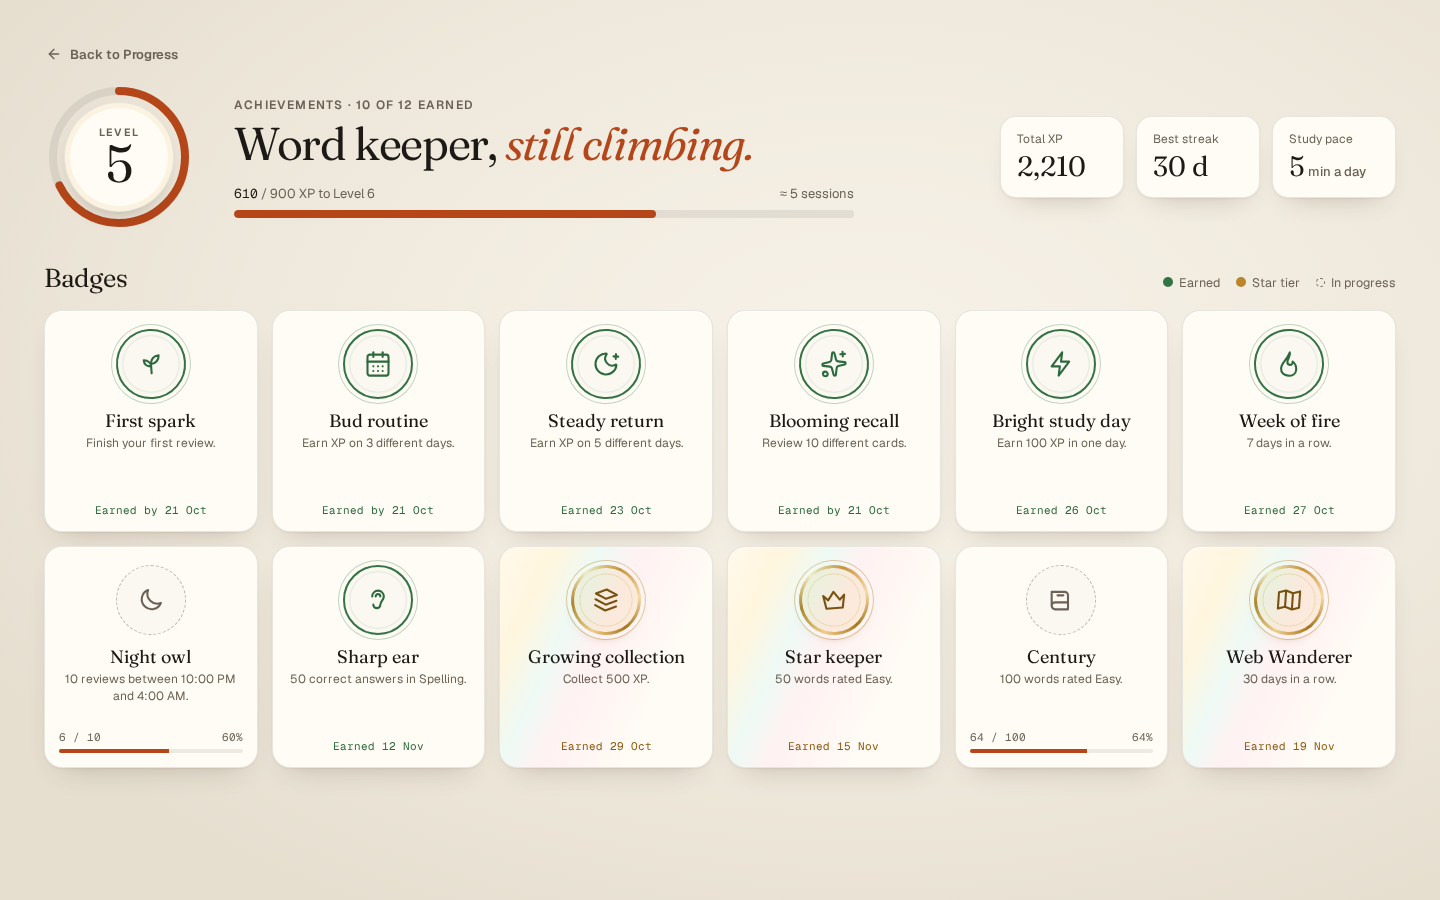 Back to Progress
LEVEL
5
ACHIEVEMENTS · 10 OF 12 EARNED
Word keeper, still climbing.
610 / 900 XP to Level 6
≈ 5 sessions
Total XP
2,210
Best streak
30 d
Study pace
5 min a day
Badges
Earned
Star tier
In progress
First spark
Finish your first review.
Earned by 21 Oct
Bud routine
Earn XP on 3 different days.
Earned by 21 Oct
Steady return
Earn XP on 5 different days.
Earned 23 Oct
Blooming recall
Review 10 different cards.
Earned by 21 Oct
Bright study day
Earn 100 XP in one day.
Earned 26 Oct
Week of fire
7 days in a row.
Earned 27 Oct
Night owl
10 reviews between 10:00 PM
and 4:00 AM.
6 / 10
60%
Sharp ear
50 correct answers in Spelling.
Earned 12 Nov
Growing collection
Collect 500 XP.
Earned 29 Oct
Star keeper
50 words rated Easy.
Earned 15 Nov
Century
100 words rated Easy.
64 / 100
64%
Web Wanderer
30 days in a row.
Earned 19 Nov